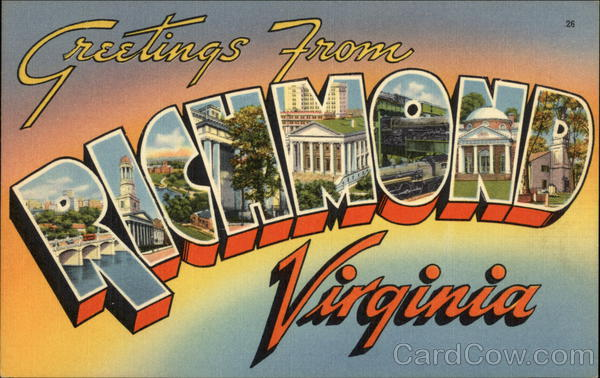 Greetings From
26
RICHMOND
Virginia
CardCow.com